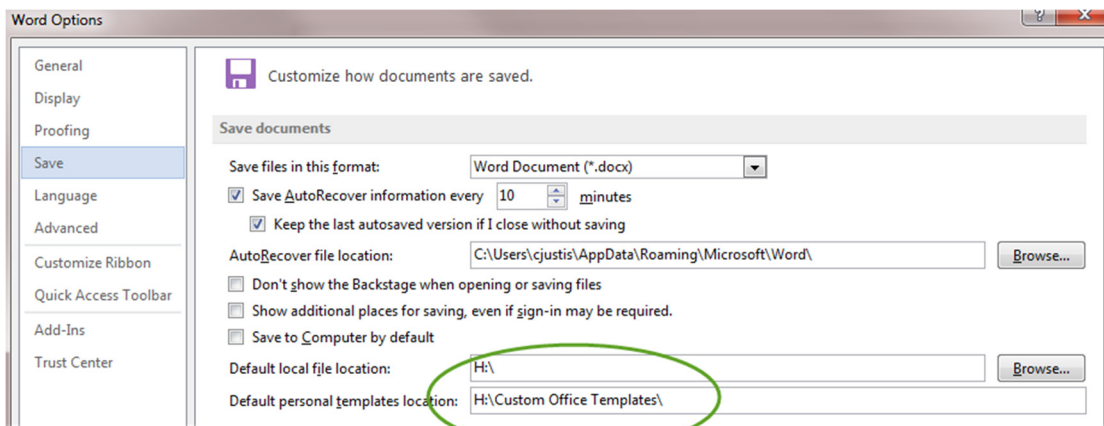 Word Options
General
Display
Proofing
Save
Language
Advanced
Customize Ribbon
Quick Access Toolbar
Add-Ins
Trust Center
Customize how documents are saved.
Save documents
Save files in this format: Word Document (*.docx)
Save AutoRecover information every 10 minutes
Keep the last autosaved version if I close without saving
AutoRecover file location: C:\Users\cjustis\AppData\Roaming\Microsoft\Word\ Browse...
Don't show the Backstage when opening or saving files
Show additional places for saving, even if sign-in may be required.
Save to Computer by default
Default local file location: H:\ Browse...
Default personal templates location: H:\Custom Office Templates\